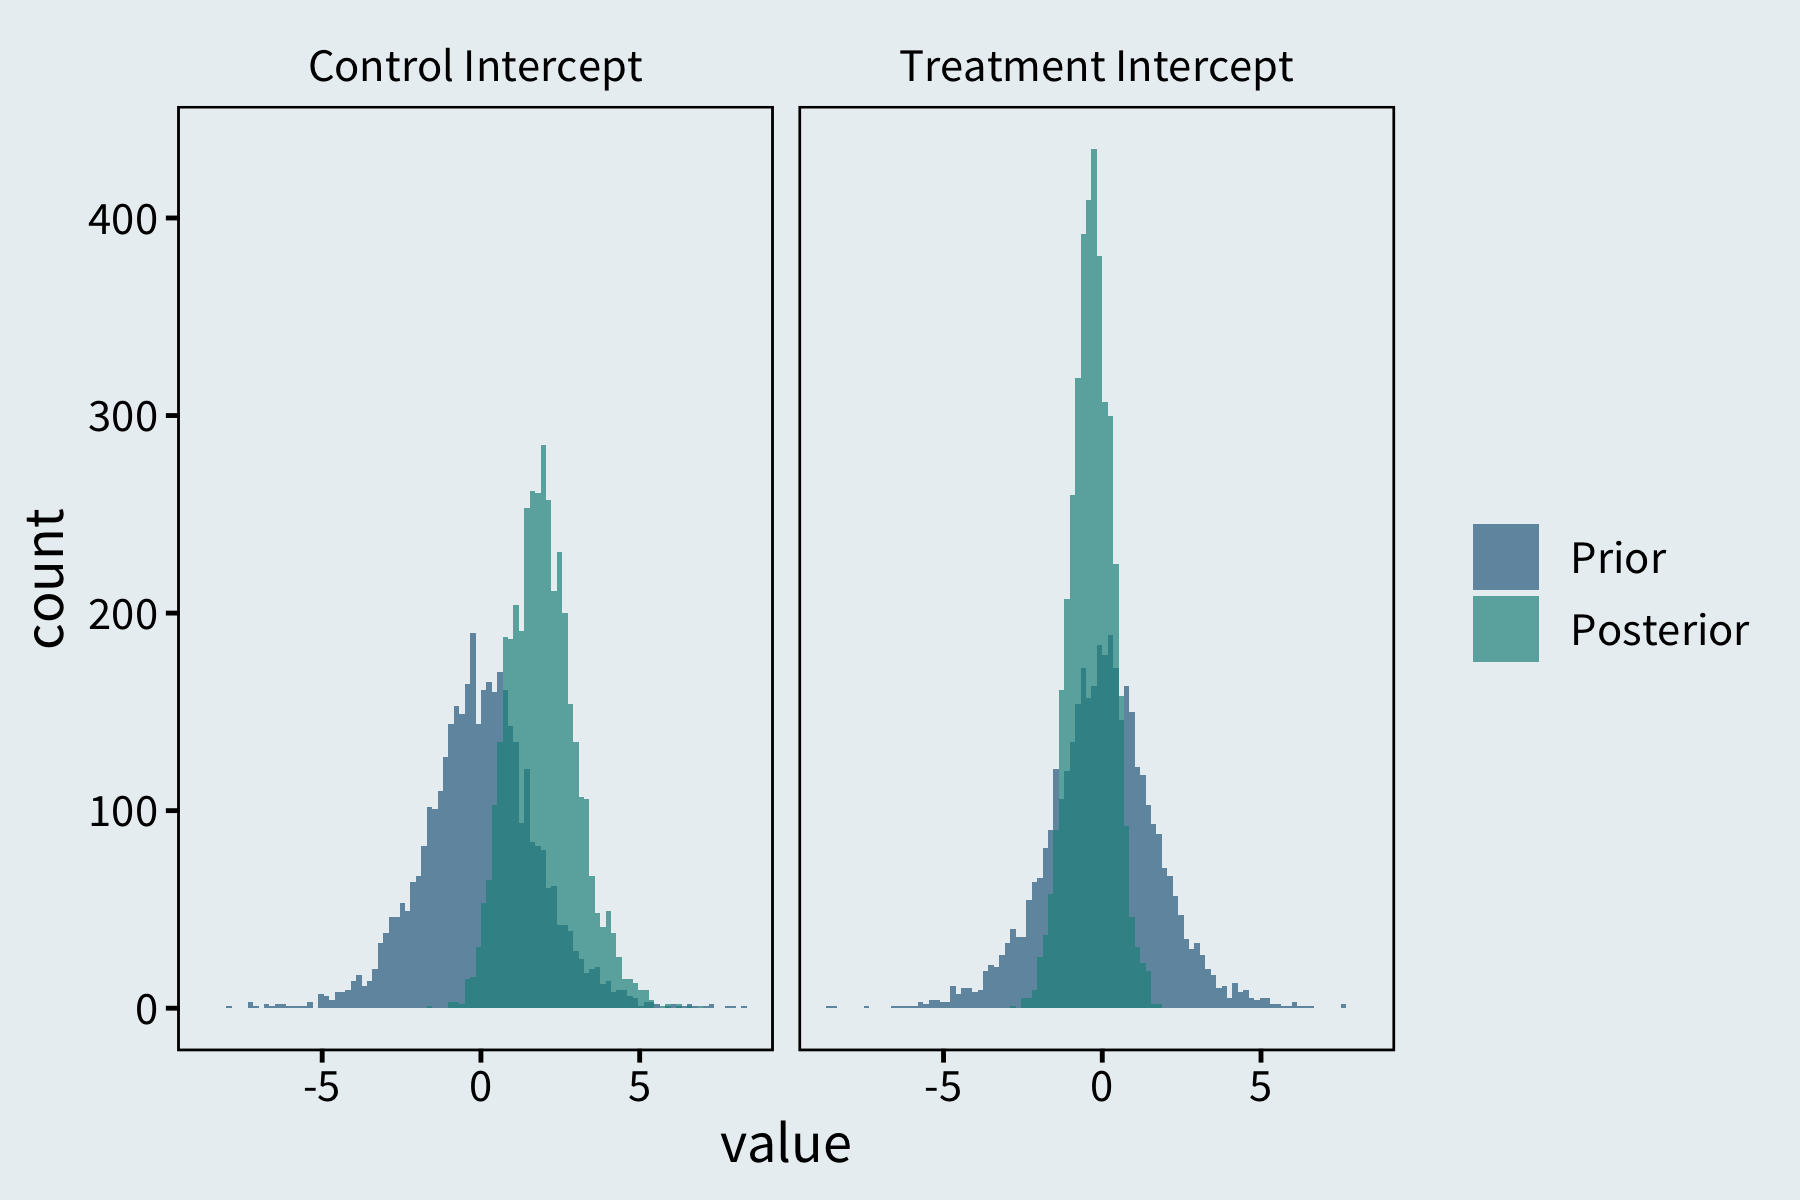 Control Intercept
Treatment Intercept
400
300
200
100
0
count
-5 0 5
-5 0 5
value
Prior
Posterior